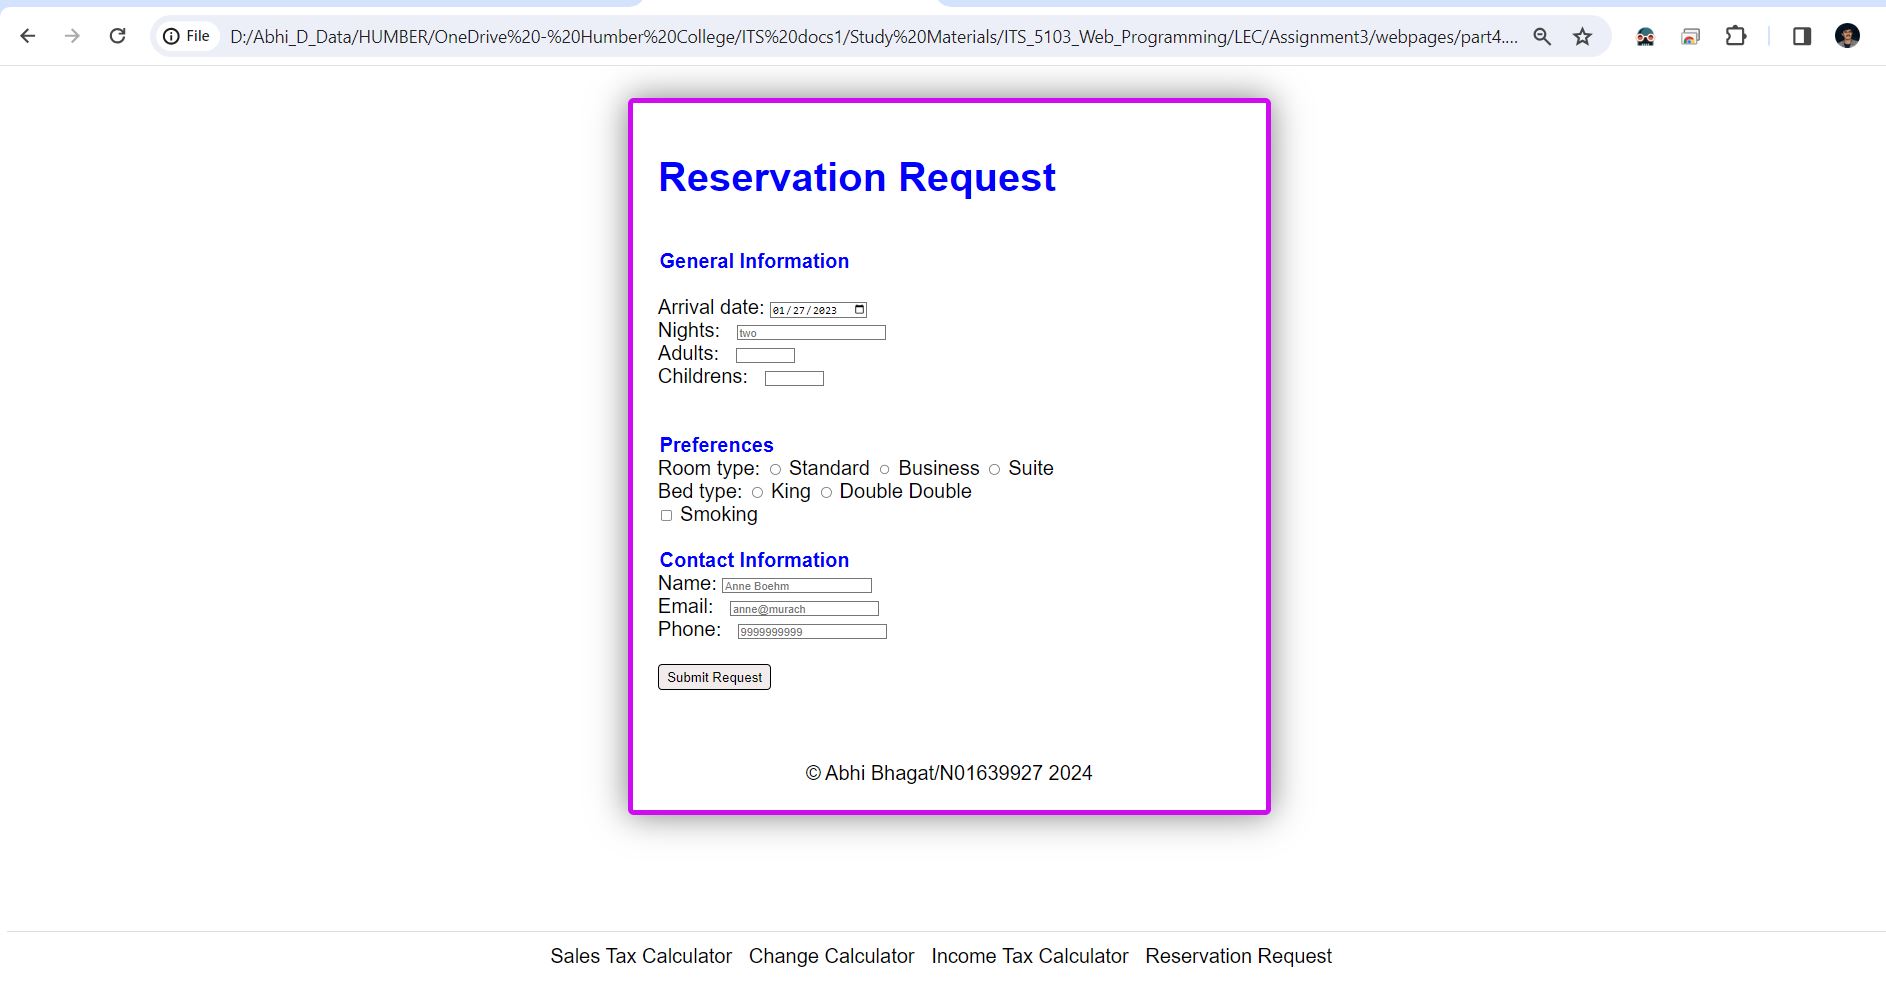 File D:/Abhi_D_Data/HUMBER/OneDrive%20-%20Humber%20College/ITS%20docs1/Study%20Materials/ITS_5103_Web_Programming/LEC/Assignment3/webpages/part4....
Reservation Request
General Information
Arrival date: 01/27/2023
Nights: two
Adults:
Childrens:
Preferences
Room type: Standard Business Suite
Bed type: King Double Double
Smoking
Contact Information
Name: Anne Boehm
Email: anne@murach
Phone: 9999999999
Submit Request
© Abhi Bhagat/N01639927 2024
Sales Tax Calculator Change Calculator Income Tax Calculator Reservation Request